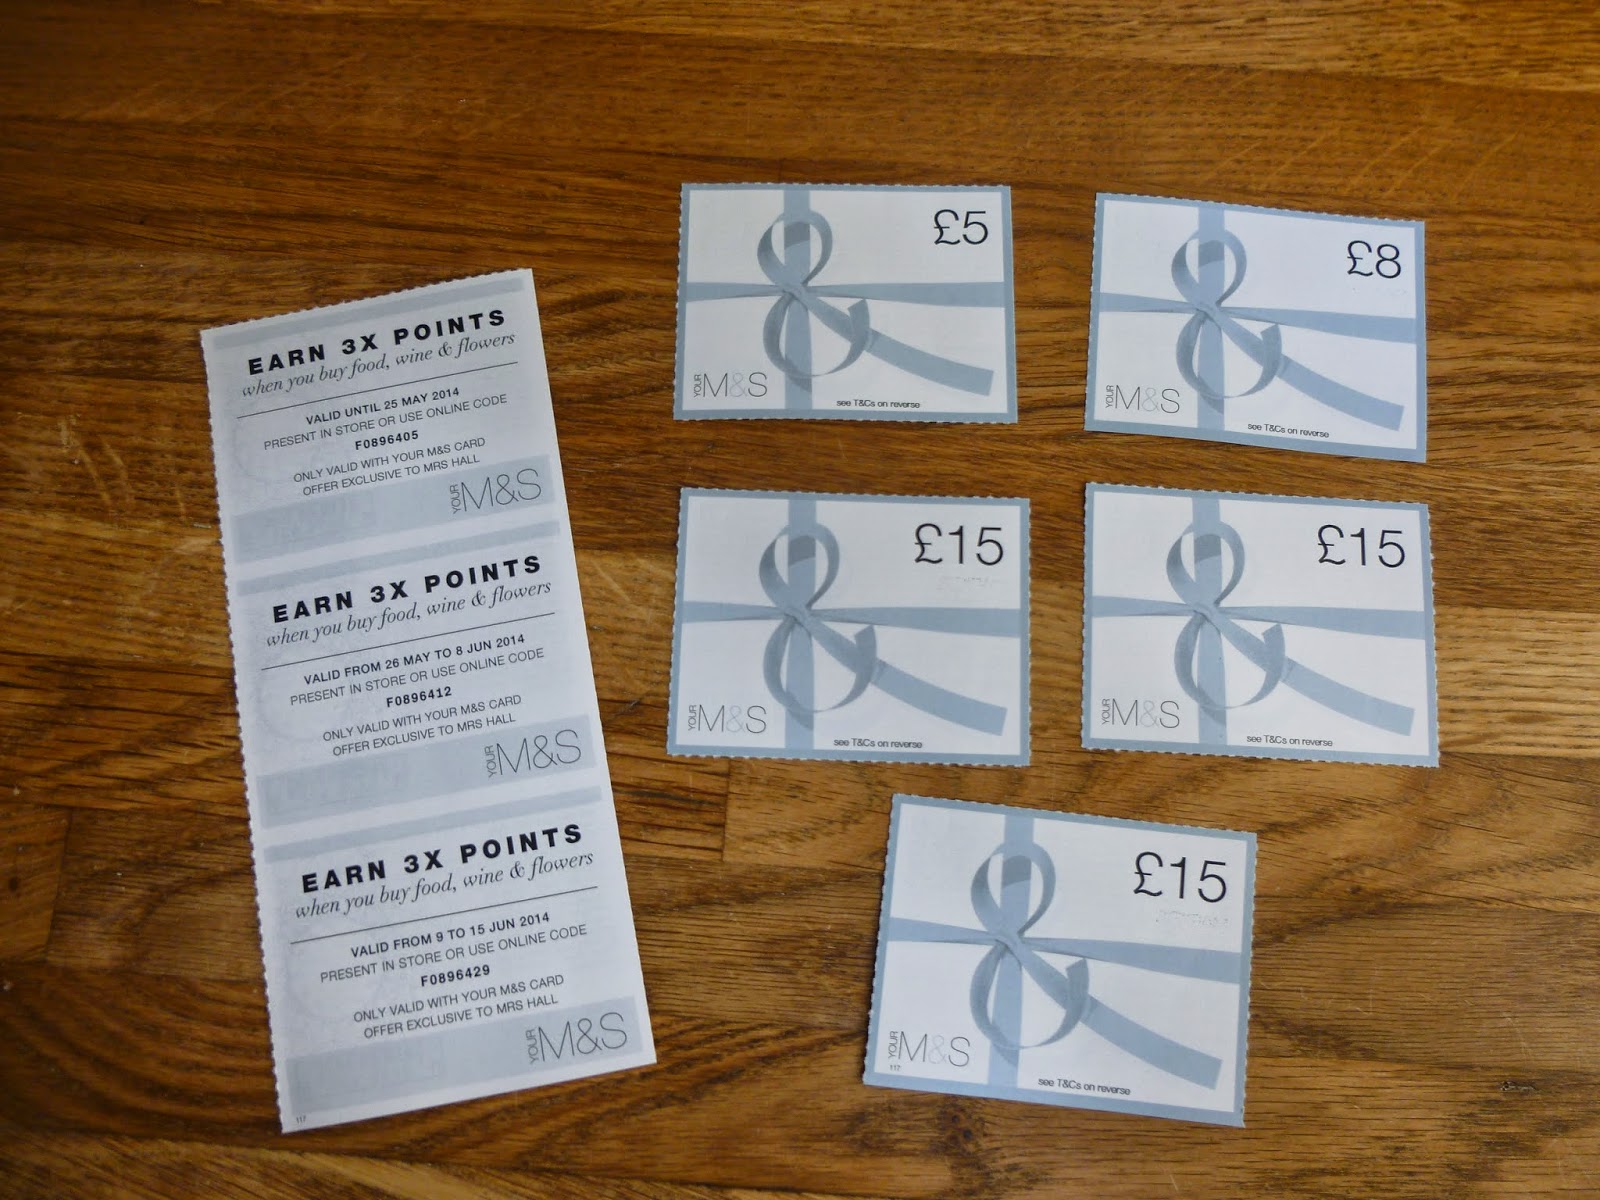 EARN 3X POINTS
when you buy food, wine & flowers
VALID UNTIL 25 MAY 2014
PRESENT IN STORE OR USE ONLINE CODE
F0896405
ONLY VALID WITH YOUR M&S CARD
OFFER EXCLUSIVE TO MRS HALL
YOUR M&S
EARN 3X POINTS
when you buy food, wine & flowers
VALID FROM 26 MAY TO 8 JUN 2014
PRESENT IN STORE OR USE ONLINE CODE
F0896412
ONLY VALID WITH YOUR M&S CARD
OFFER EXCLUSIVE TO MRS HALL
YOUR M&S
EARN 3X POINTS
when you buy food, wine & flowers
VALID FROM 9 TO 15 JUN 2014
PRESENT IN STORE OR USE ONLINE CODE
F0896429
ONLY VALID WITH YOUR M&S CARD
OFFER EXCLUSIVE TO MRS HALL
YOUR M&S
117
£5
YOUR M&S
see T&Cs on reverse
£8
YOUR M&S
see T&Cs on reverse
£15
YOUR M&S
see T&Cs on reverse
£15
YOUR M&S
see T&Cs on reverse
£15
YOUR M&S
117
see T&Cs on reverse